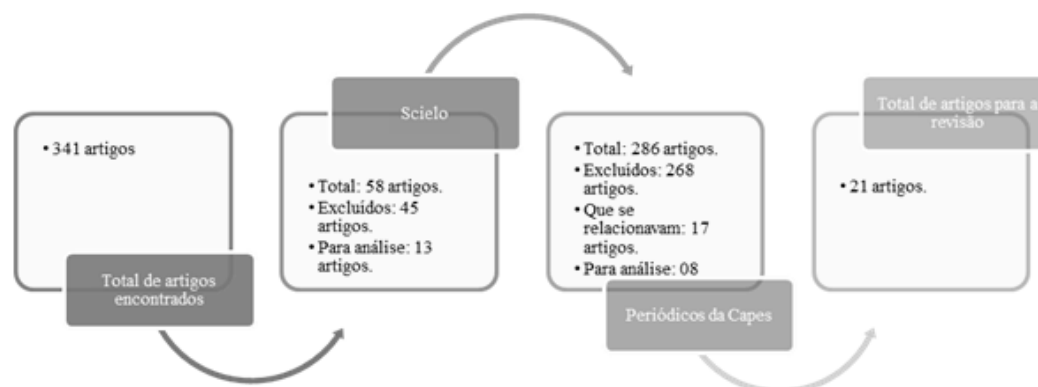 • 341 artigos
Total de artigos
encontrados
Scielo
• Total: 58 artigos.
• Excluídos: 45
artigos.
• Para análise: 13
artigos.
• Total: 286 artigos.
• Excluídos: 268
artigos.
• Que se
relacionavam: 17
artigos.
• Para análise: 08
Periódicos da Capes
Total de artigos para a
revisão
• 21 artigos.